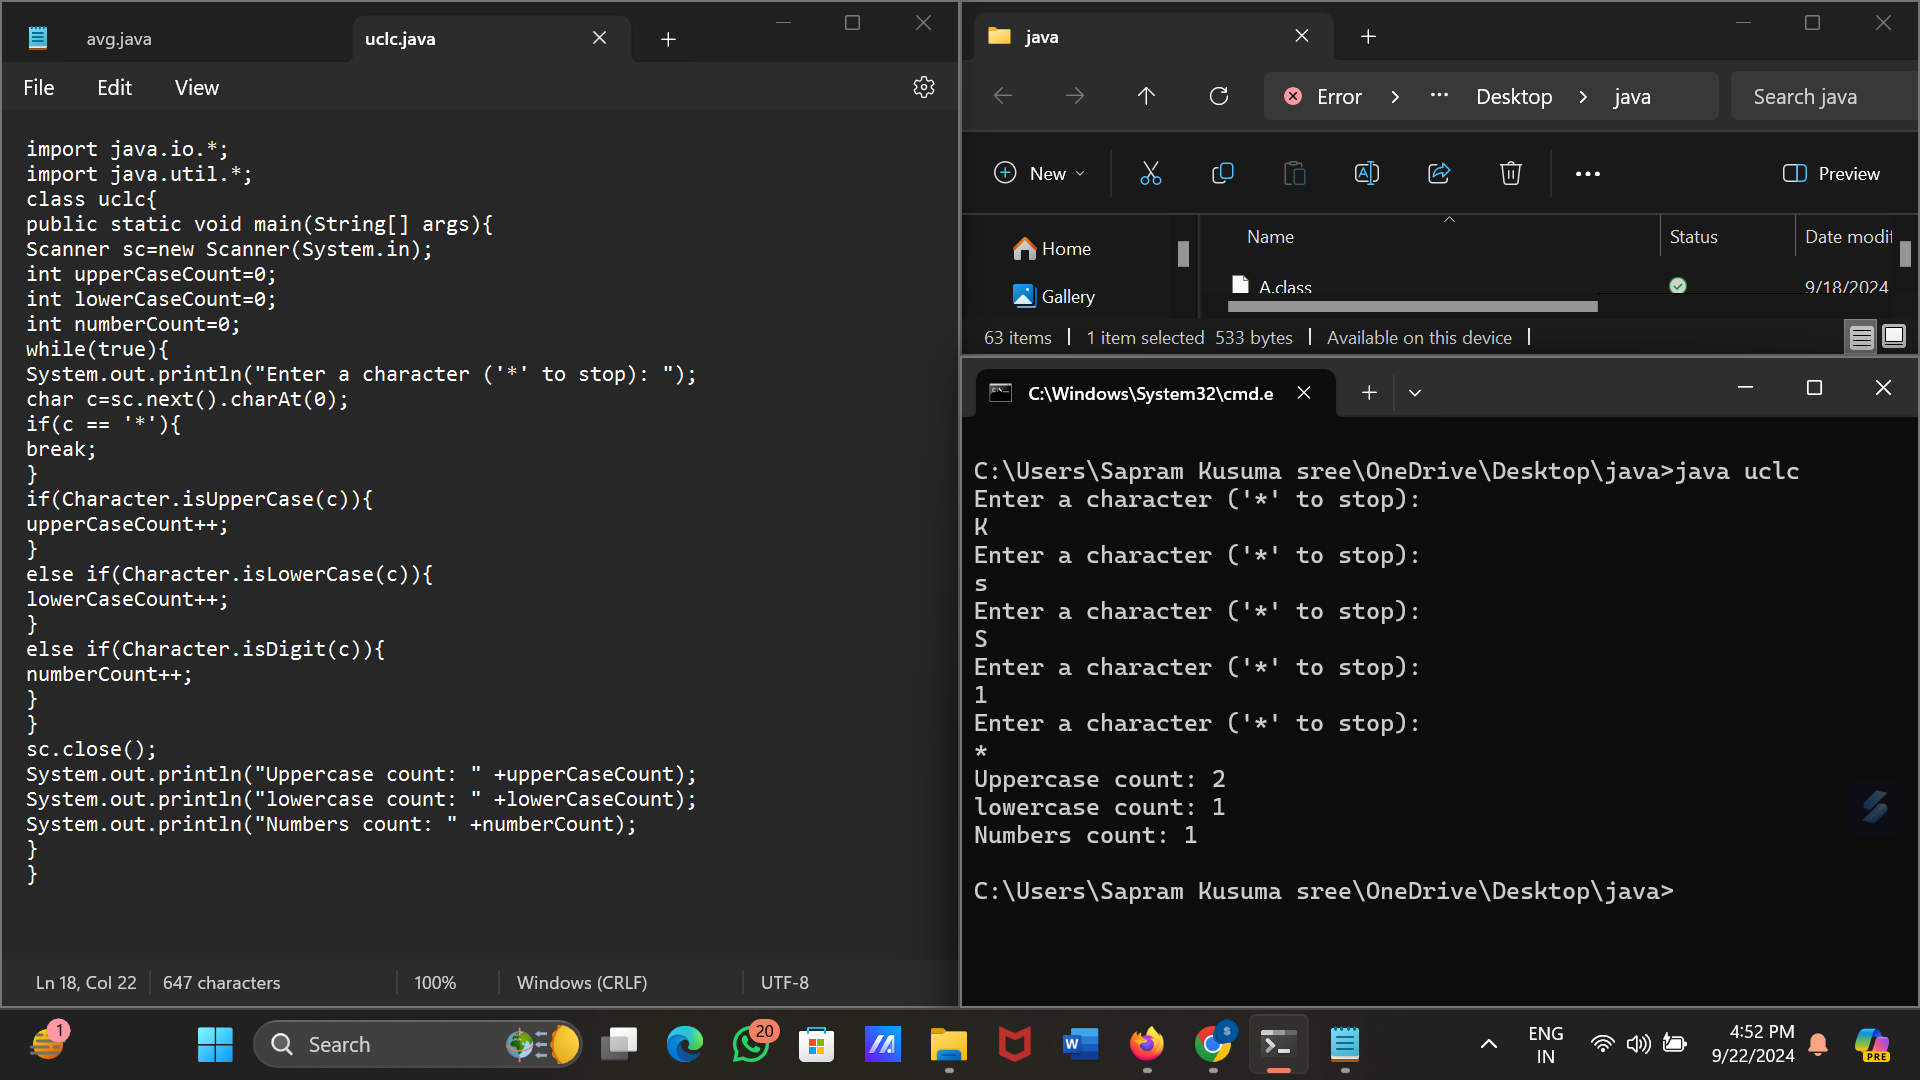 avg.java
uclc.java
File Edit View
import java.io.*;
import java.util.*;
class uclc{
public static void main(String[] args){
Scanner sc=new Scanner(System.in);
int upperCaseCount=0;
int lowerCaseCount=0;
int numberCount=0;
while(true){
System.out.println("Enter a character ('*' to stop): ");
char c=sc.next().charAt(0);
if(c == '*'){
break;
}
if(Character.isUpperCase(c)){
upperCaseCount++;
}
else if(Character.isLowerCase(c)){
lowerCaseCount++;
}
else if(Character.isDigit(c)){
numberCount++;
}
}
sc.close();
System.out.println("Uppercase count: " +upperCaseCount);
System.out.println("lowercase count: " +lowerCaseCount);
System.out.println("Numbers count: " +numberCount);
}
}
Ln 18, Col 22 647 characters 100% Windows (CRLF) UTF-8
java
Error > ... Desktop > java
Search java
New
Preview
Home
Gallery
Name Status Date modif
A.class 9/18/2024
63 items 1 item selected 533 bytes Available on this device
C:\Windows\System32\cmd.e
C:\Users\Sapram Kusuma sree\OneDrive\Desktop\java>java uclc
Enter a character ('*' to stop):
K
Enter a character ('*' to stop):
s
Enter a character ('*' to stop):
S
Enter a character ('*' to stop):
1
Enter a character ('*' to stop):
*
Uppercase count: 2
lowercase count: 1
Numbers count: 1
C:\Users\Sapram Kusuma sree\OneDrive\Desktop\java>
1
Search
20
W
S
ENG
IN
4:52 PM
9/22/2024
PRE